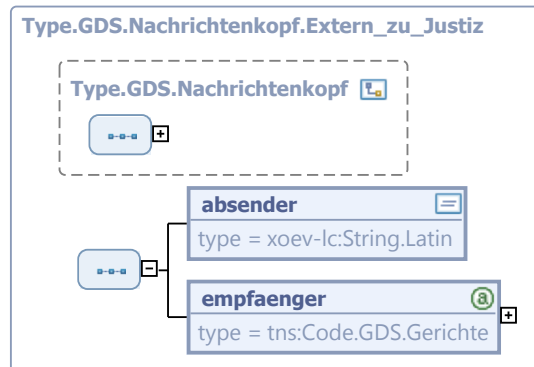 Type.GDS.Nachrichtenkopf.Extern_zu_Justiz
Type.GDS.Nachrichtenkopf
absender
type = xoev-lc:String.Latin
empfaenger
type = tns:Code.GDS.Gerichte